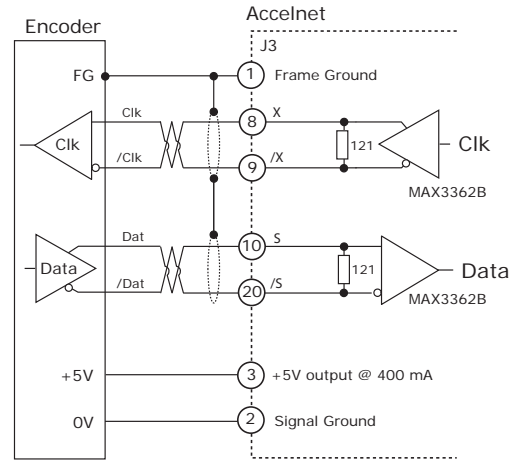 Accelnet
Encoder
J3
FG 1 Frame Ground
Clk 8 X
Clk 121 Clk
/Clk 9 /X
MAX3362B
Dat 10 S
Data 121 Data
/Dat 20 /S
MAX3362B
+5V 3 +5V output @ 400 mA
0V 2 Signal Ground